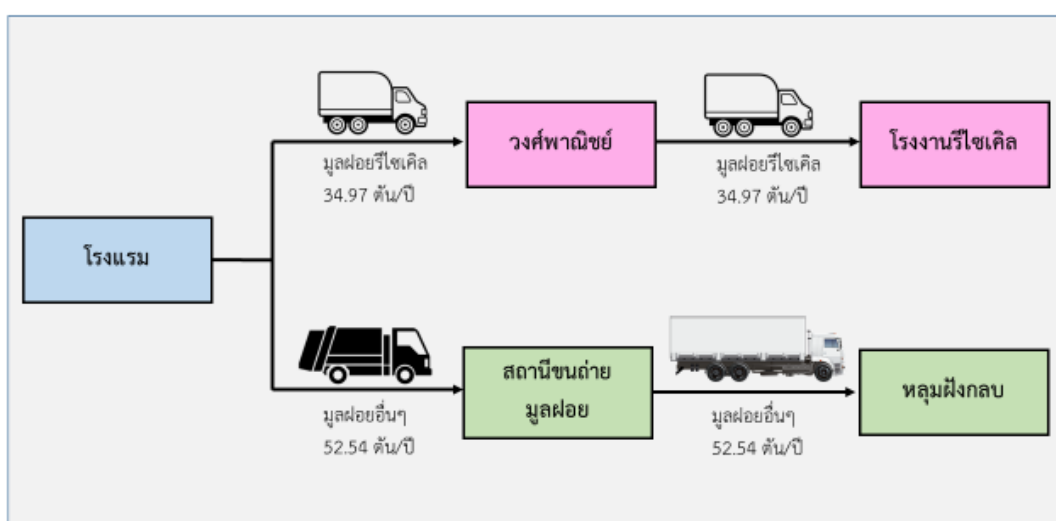 วงศ์พาณิชย์
โรงงานรีไซเคิล
มูลฝอยรีไซเคิล
34.97 ตัน/ปี
มูลฝอยรีไซเคิล
34.97 ตัน/ปี
โรงแรม
สถานีขนถ่าย
มูลฝอย
หลุมฝังกลบ
มูลฝอยอื่นๆ
52.54 ตัน/ปี
มูลฝอยอื่นๆ
52.54 ตัน/ปี